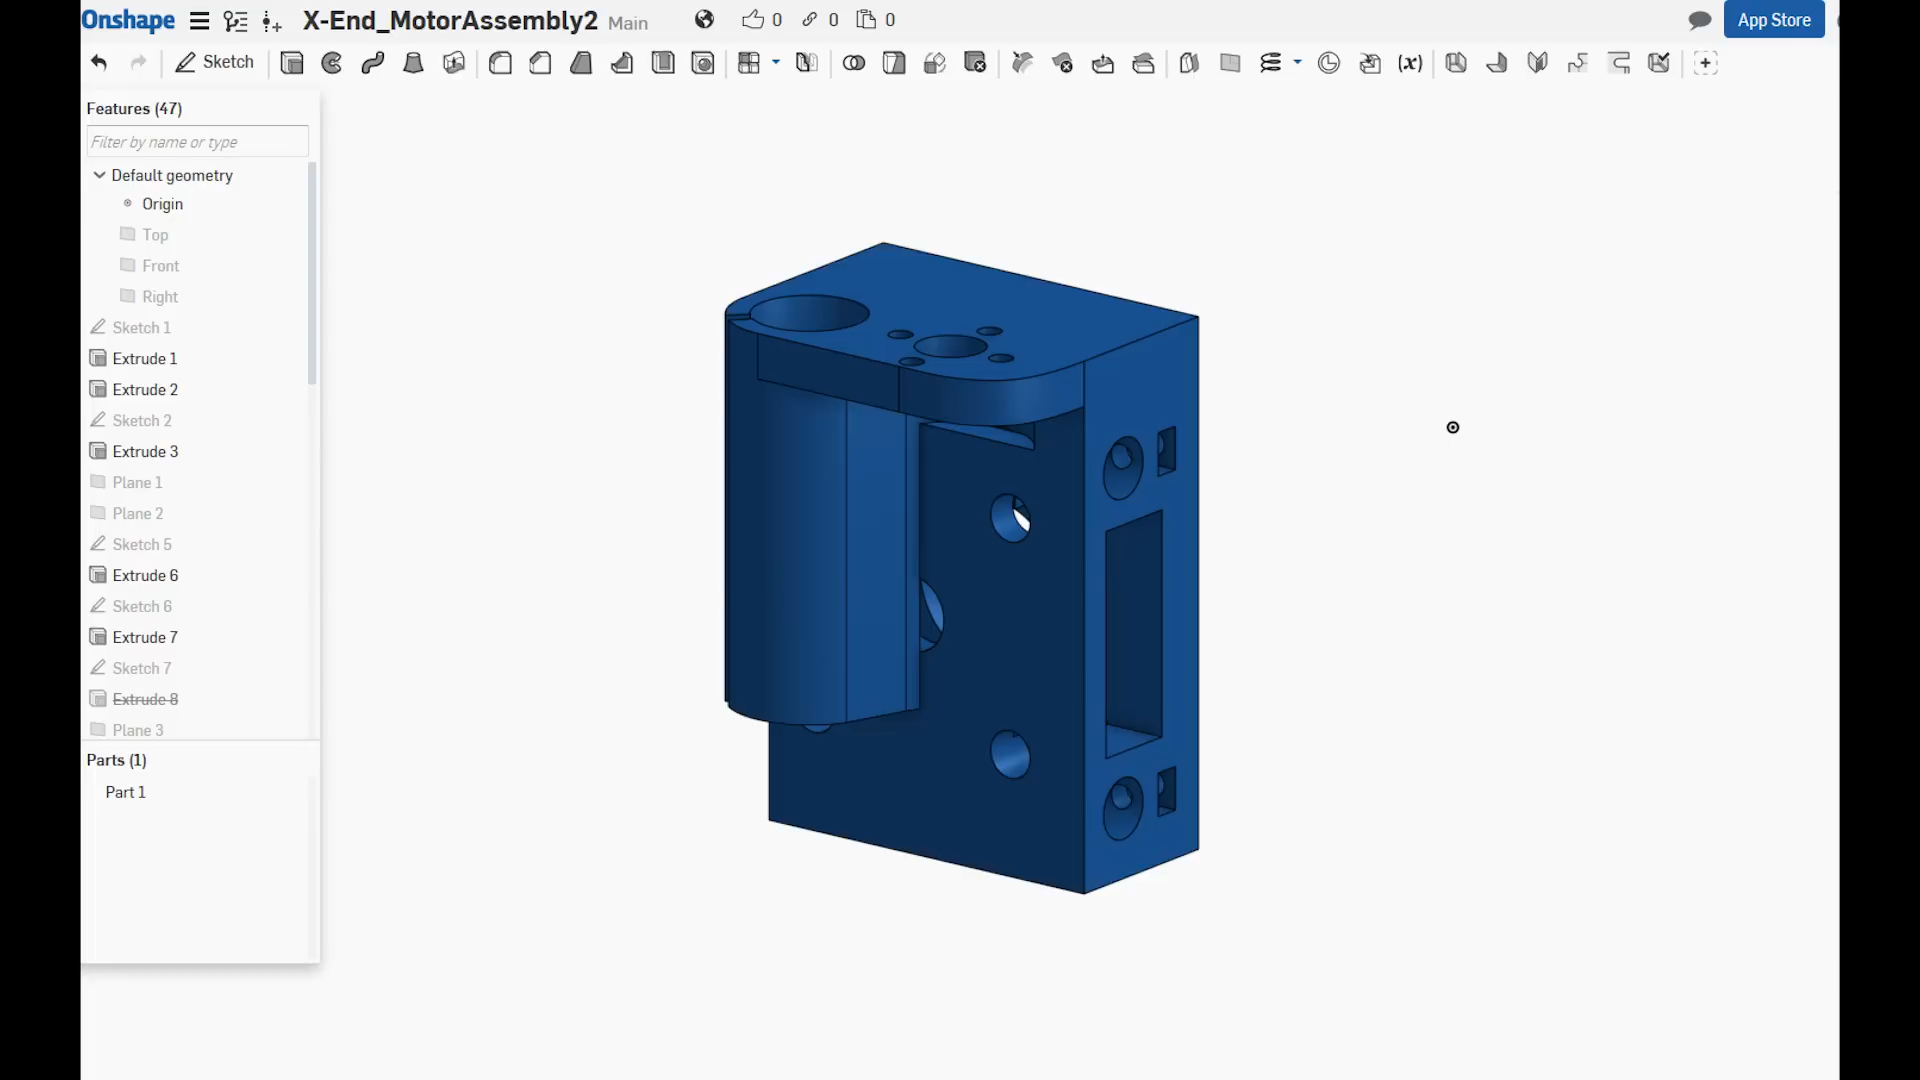 Onshape X-End_MotorAssembly2 Main 0 0 0 App Store
Sketch (x)
Features (47)
Filter by name or type
Default geometry
Origin
Top
Front
Right
Sketch 1
Extrude 1
Extrude 2
Sketch 2
Extrude 3
Plane 1
Plane 2
Sketch 5
Extrude 6
Sketch 6
Extrude 7
Sketch 7
Extrude 8
Plane 3
Parts (1)
Part 1